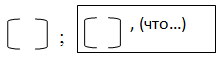 [ ] ; [ ] , (что...)